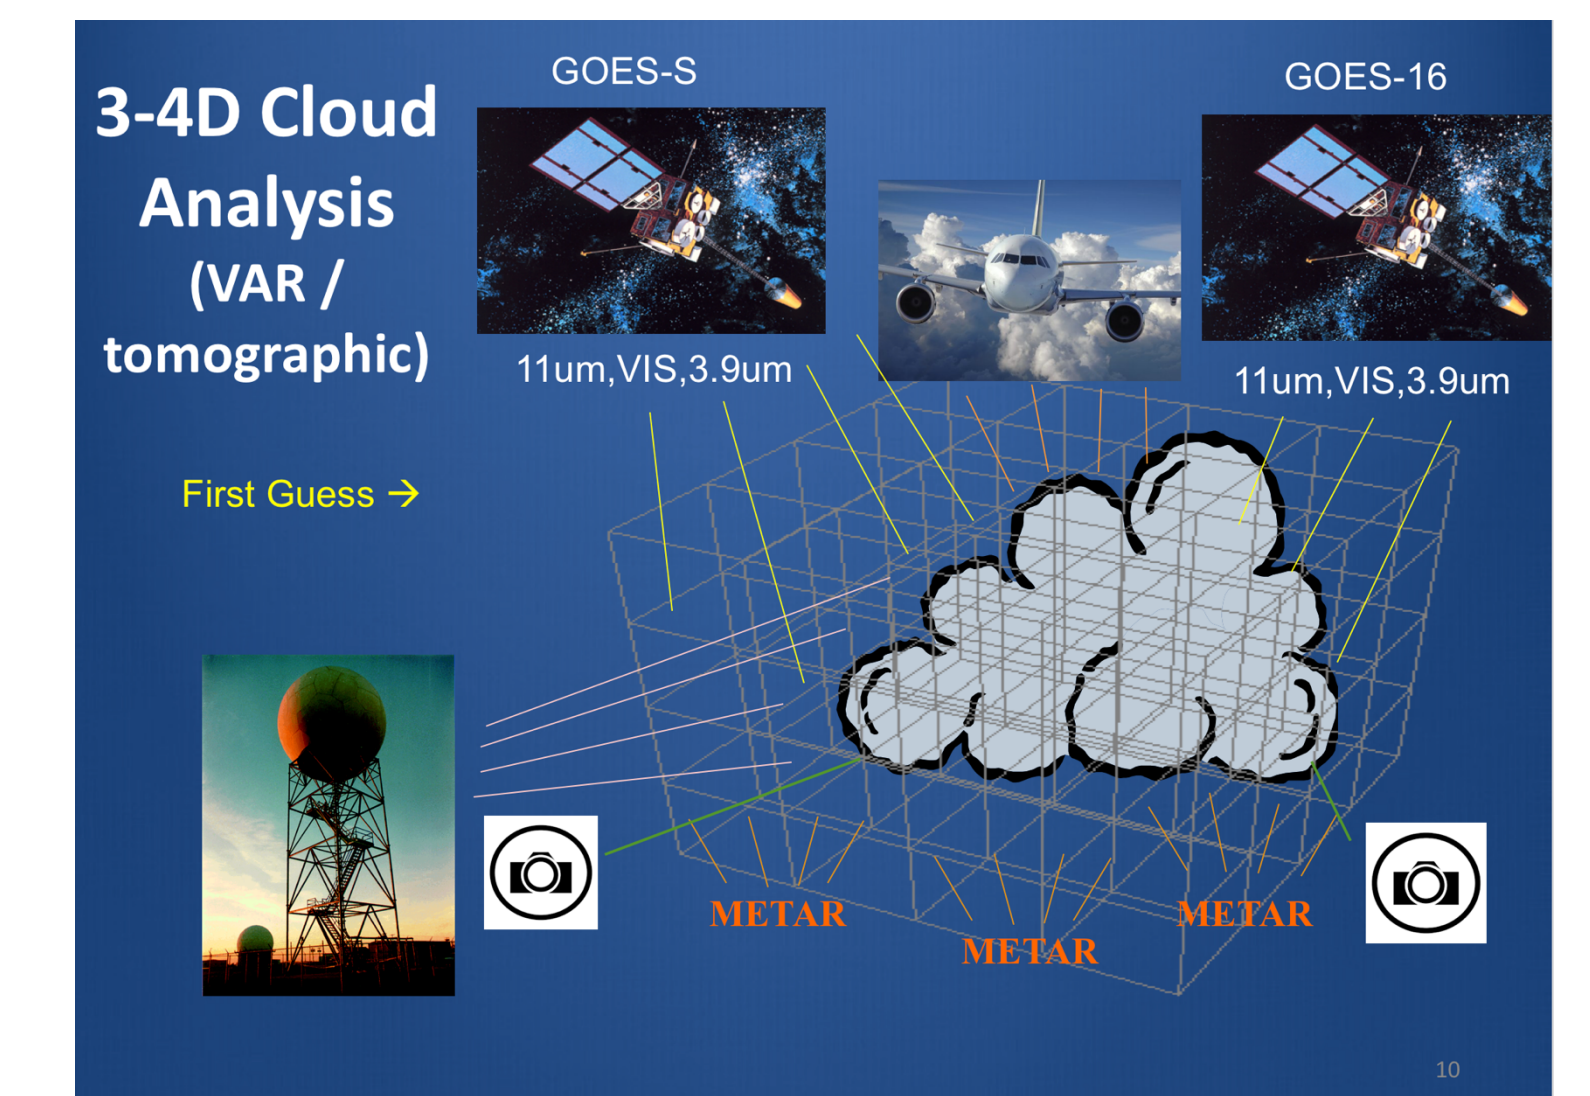 3-4D Cloud
Analysis
(VAR /
tomographic)
GOES-S
GOES-16
11um,VIS,3.9um
11um,VIS,3.9um
First Guess →
METAR
METAR
METAR
10